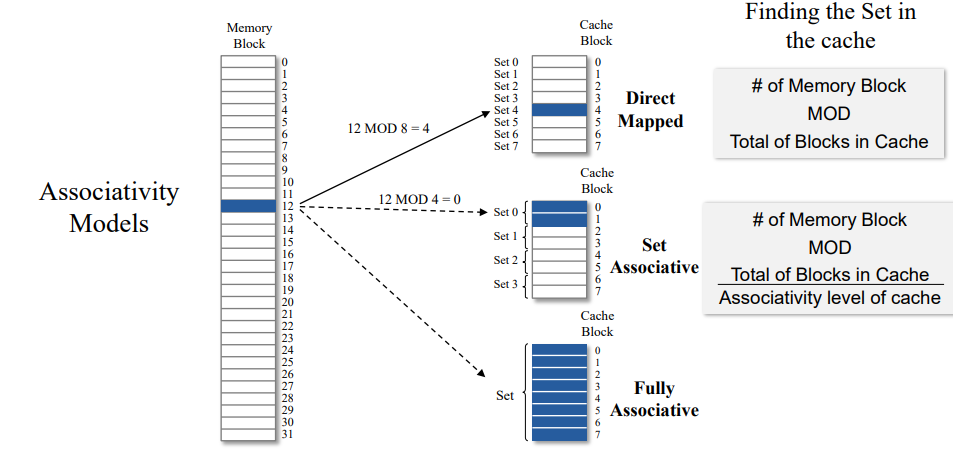 Associativity
Models
Memory
Block
0
1
2
3
4
5
6
7
8
9
10
11
12
13
14
15
16
17
18
19
20
21
22
23
24
25
26
27
28
29
30
31
12 MOD 8 = 4
12 MOD 4 = 0
Cache
Block
Set 0
Set 1
Set 2
Set 3
Set 4
Set 5
Set 6
Set 7
0
1
2
3
4
5
6
7
Direct
Mapped
Cache
Block
Set 0
Set 1
Set 2
Set 3
0
1
2
3
4
5
6
7
Set
Associative
Cache
Block
Set
0
1
2
3
4
5
6
7
Fully
Associative
Finding the Set in
the cache
# of Memory Block
MOD
Total of Blocks in Cache
# of Memory Block
MOD
Total of Blocks in Cache
Associativity level of cache